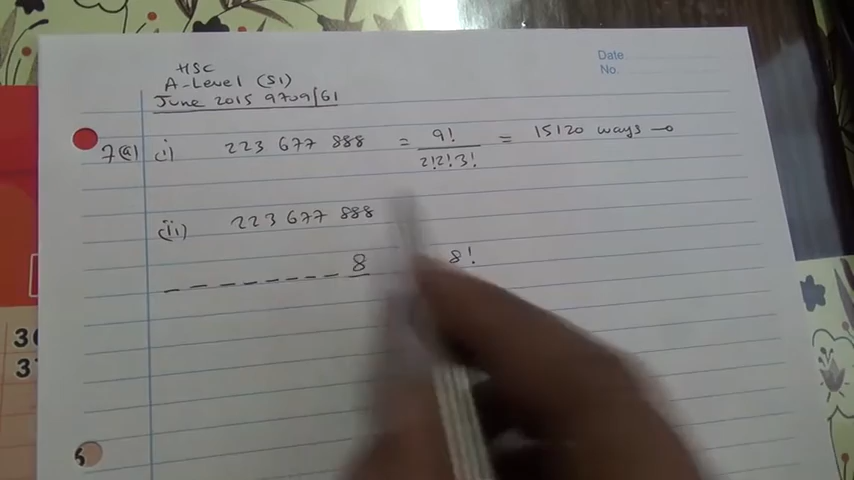 HSC
A-Level (S1)
June 2015 9709/61
Date
No.
7(a) (i) 223 677 888 = 9! / 2!2!3! = 15120 ways
(ii) 223 677 888
_ _ _ _ _ _ _ 8 8!